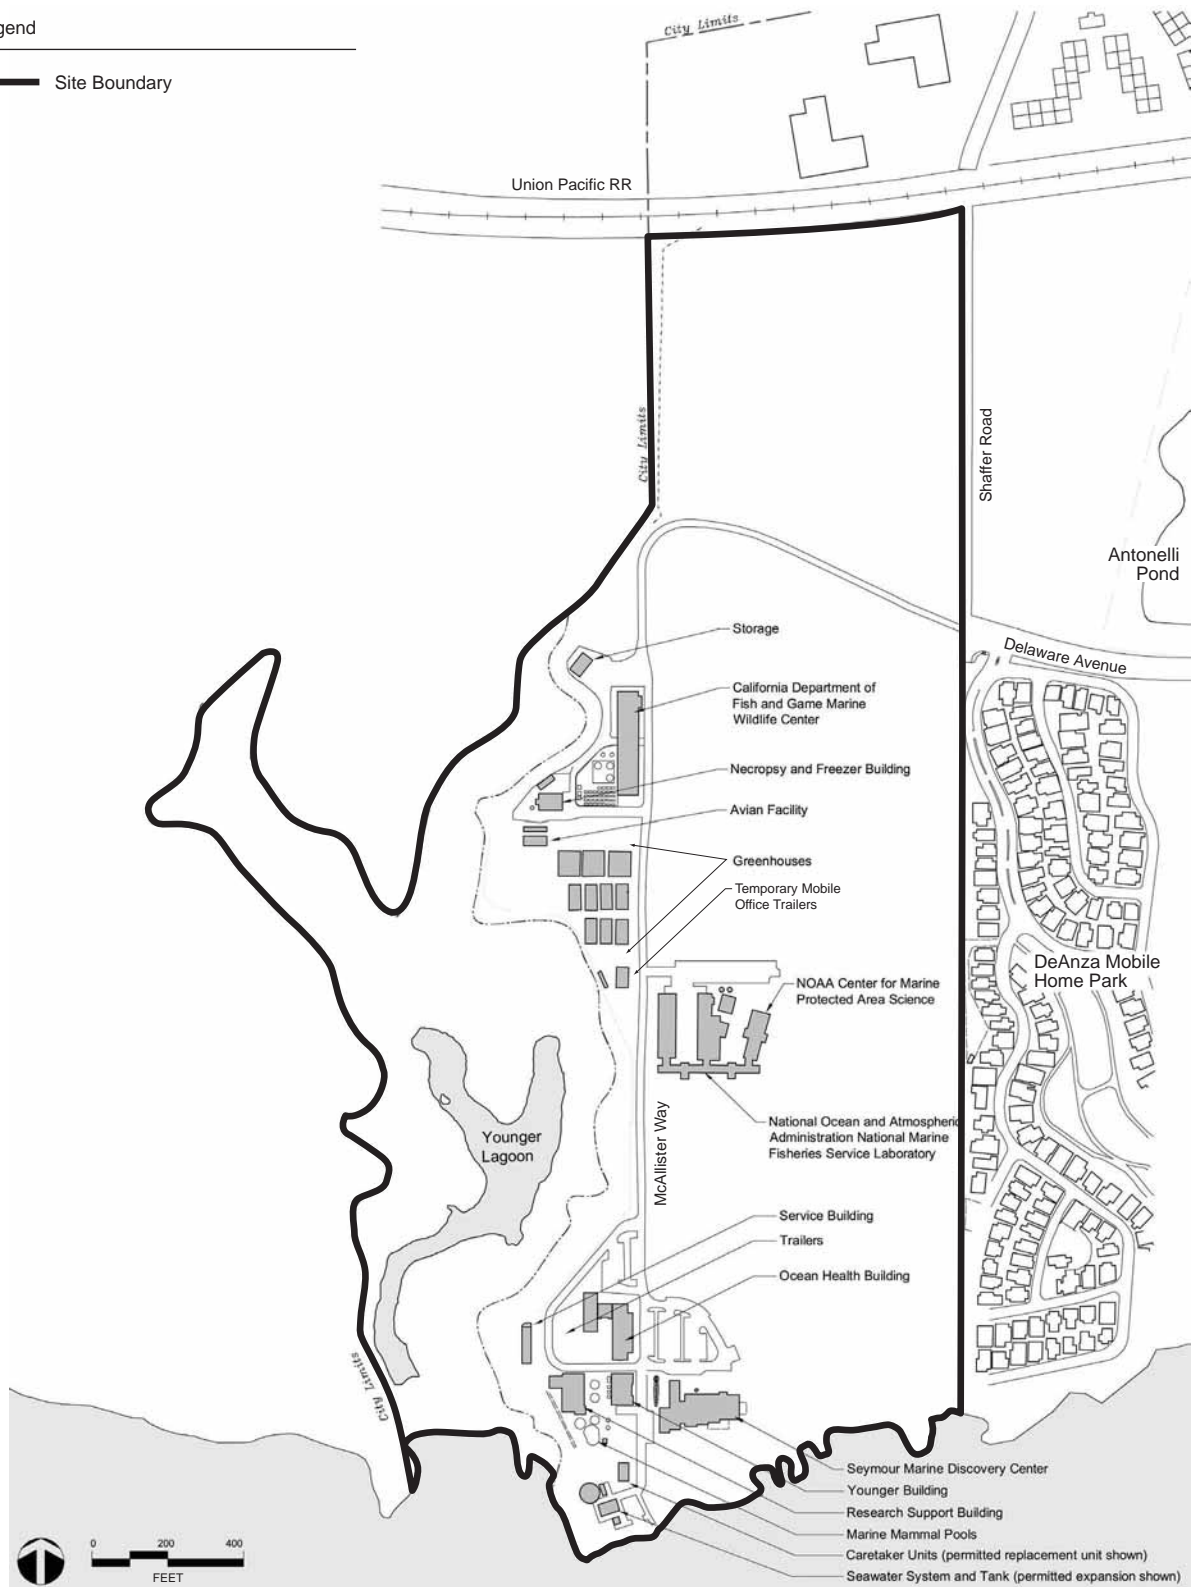 gend
Site Boundary
City Limits
Union Pacific RR
City Limits
Shaffer Road
Antonelli
Pond
Delaware Avenue
Storage
California Department of
Fish and Game Marine
Wildlife Center
Necropsy and Freezer Building
Avian Facility
Greenhouses
Temporary Mobile
Office Trailers
DeAnza Mobile
Home Park
NOAA Center for Marine
Protected Area Science
National Ocean and Atmospheric
Administration National Marine
Fisheries Service Laboratory
McAllister Way
Younger
Lagoon
Service Building
Trailers
Ocean Health Building
City Limits
Seymour Marine Discovery Center
Younger Building
Research Support Building
Marine Mammal Pools
Caretaker Units (permitted replacement unit shown)
Seawater System and Tank (permitted expansion shown)
0 200 400
FEET